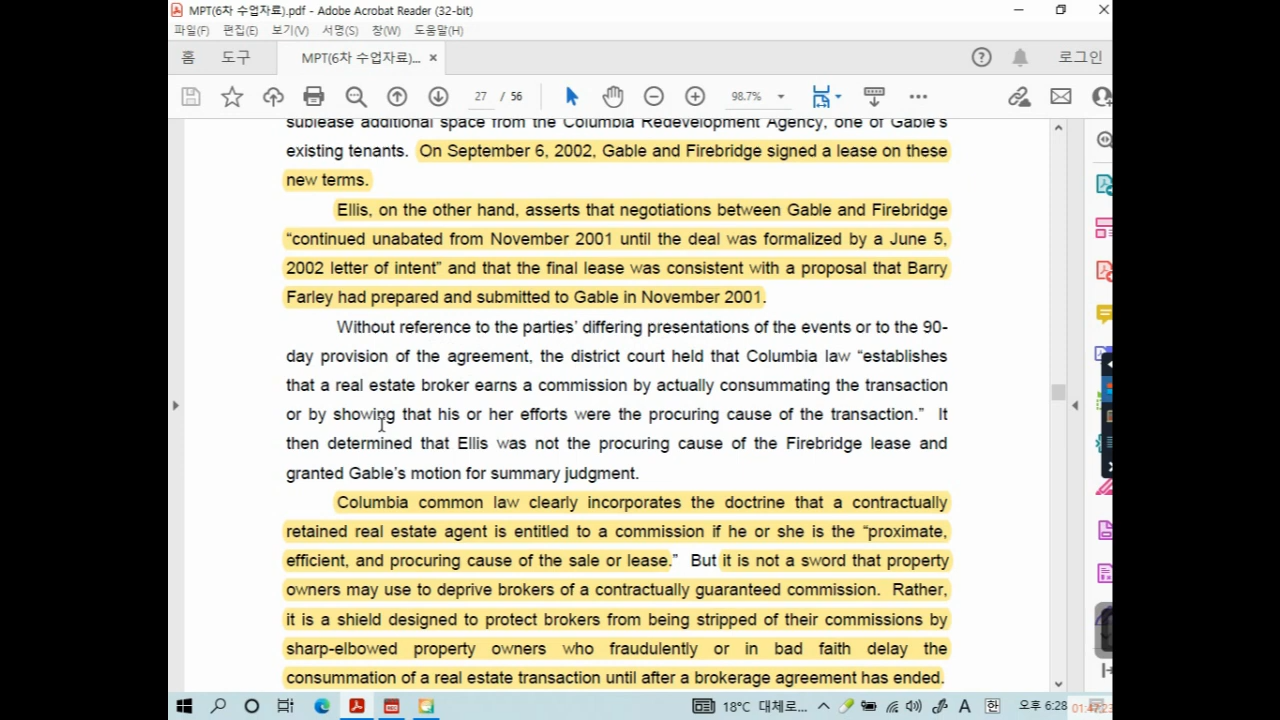 MPT(6차 수업자료).pdf - Adobe Acrobat Reader (32-bit)
파일(F) 편집(E) 보기(V) 서명(S) 창(W) 도움말(H)
홈 도구 MPT(6차 수업자료)... × 로그인
27 / 56 98.7%
sublease additional space from the Columbia Redevelopment Agency, one of Gable's
existing tenants. On September 6, 2002, Gable and Firebridge signed a lease on these
new terms.
Ellis, on the other hand, asserts that negotiations between Gable and Firebridge
“continued unabated from November 2001 until the deal was formalized by a June 5,
2002 letter of intent” and that the final lease was consistent with a proposal that Barry
Farley had prepared and submitted to Gable in November 2001.
Without reference to the parties’ differing presentations of the events or to the 90-
day provision of the agreement, the district court held that Columbia law “establishes
that a real estate broker earns a commission by actually consummating the transaction
or by showing that his or her efforts were the procuring cause of the transaction.” It
then determined that Ellis was not the procuring cause of the Firebridge lease and
granted Gable’s motion for summary judgment.
Columbia common law clearly incorporates the doctrine that a contractually
retained real estate agent is entitled to a commission if he or she is the “proximate,
efficient, and procuring cause of the sale or lease.” But it is not a sword that property
owners may use to deprive brokers of a contractually guaranteed commission. Rather,
it is a shield designed to protect brokers from being stripped of their commissions by
sharp-elbowed property owners who fraudulently or in bad faith delay the
consummation of a real estate transaction until after a brokerage agreement has ended.
18°C 대체로... A 한 오후 6:28
01:47:23